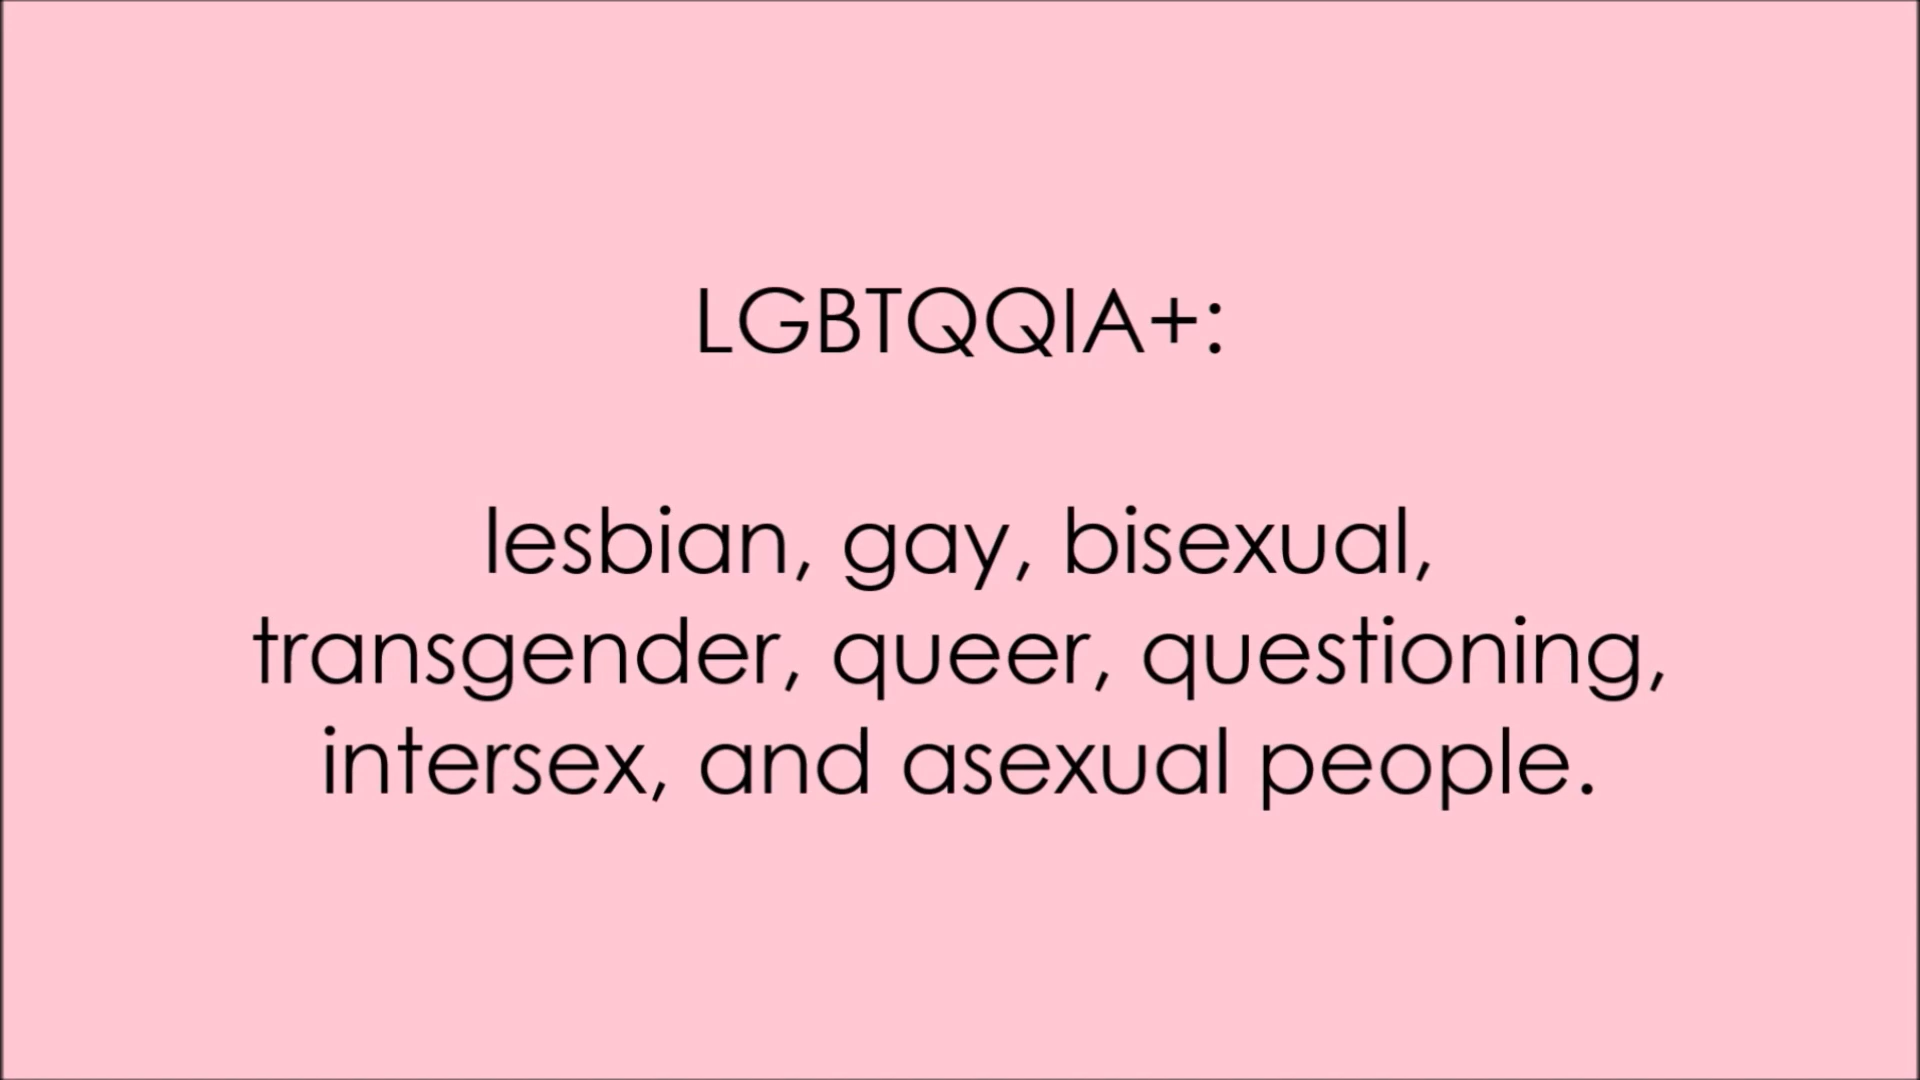 LGBTQQIA+:
lesbian, gay, bisexual,
transgender, queer, questioning,
intersex, and asexual people.